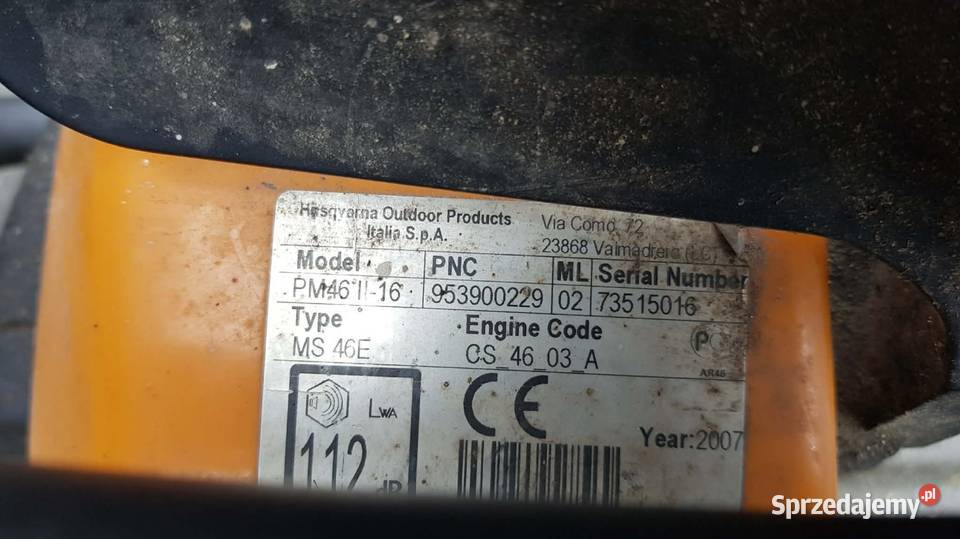 Husqvarna Outdoor Products
Italia S.p.A.
Via Como, 72
23868 Valmadrera (LC)
Model PNC ML Serial Number
PM46 II-16 953900229 02 73515016
Type Engine Code
MS 46E CS_46_03_A
AR46
LWA
112 dB
CE
Year:2007
Sprzedajemy.pl